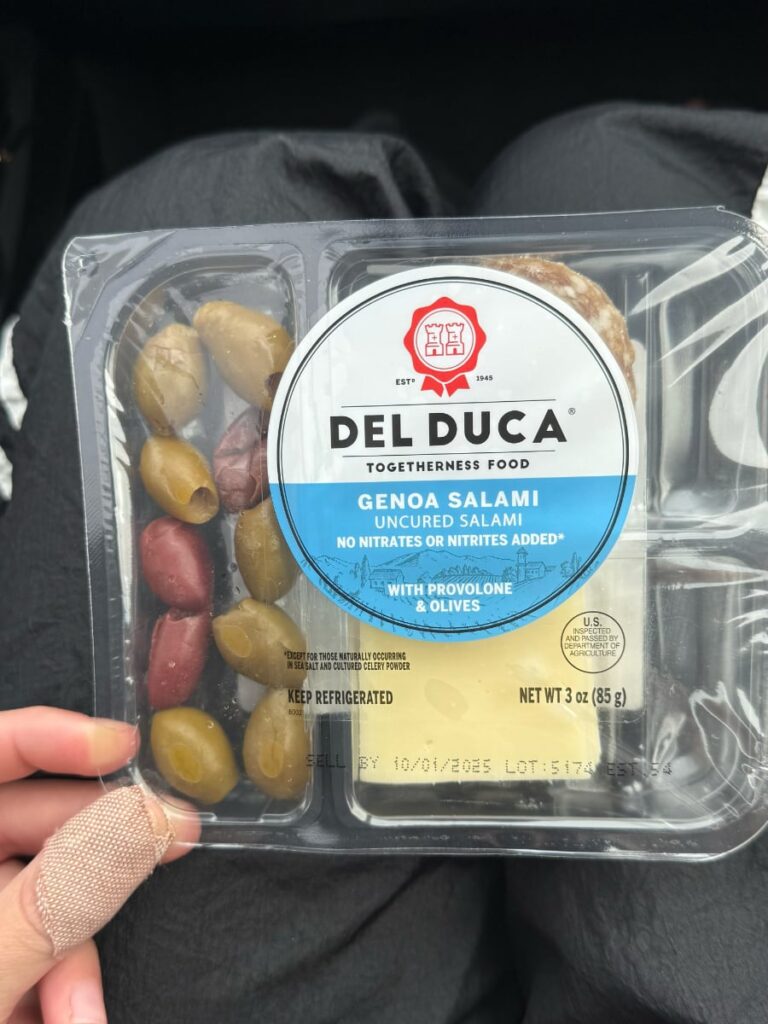 ESTD 1945
DEL DUCA®
TOGETHERNESS FOOD
GENOA SALAMI
UNCURED SALAMI
NO NITRATES OR NITRITES ADDED*
WITH PROVOLONE
& OLIVES
U.S.
INSPECTED
AND PASSED BY
DEPARTMENT OF
AGRICULTURE
*EXCEPT FOR THOSE NATURALLY OCCURRING
IN SEA SALT AND CULTURED CELERY POWDER
KEEP REFRIGERATED
NET WT 3 oz (85 g)
SELL BY 10/01/2025 LOT:5174 EST.54